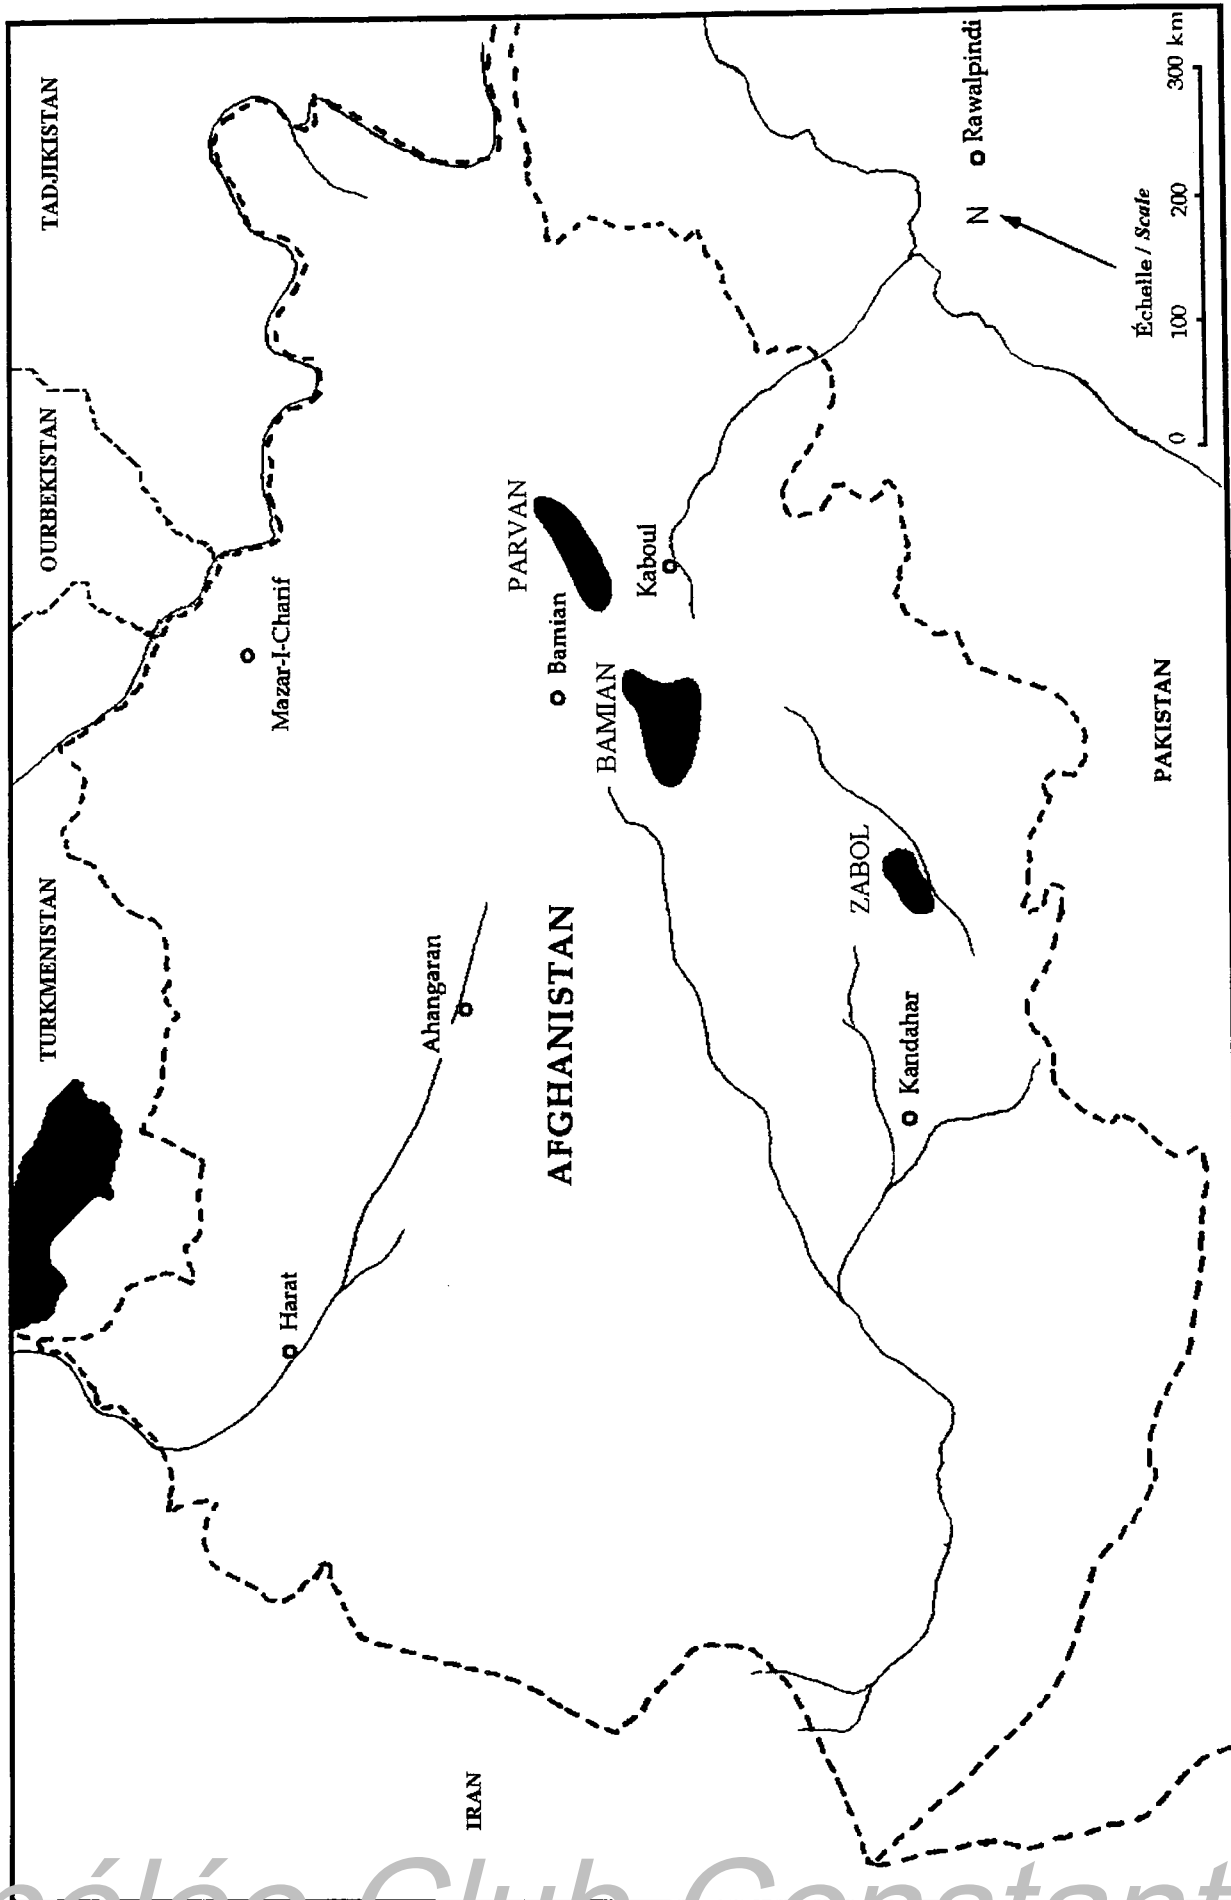 TURKMENISTAN
OURBEKISTAN
TADJIKISTAN
Mazar-I-Charif
Harat
Ahangaran
PARVAN
Bamian
BAMIAN
Kaboul
AFGHANISTAN
IRAN
ZABOL
Kandahar
PAKISTAN
Rawalpindi
N
Échelle / Scale
0 100 200 300 km
Club Constant